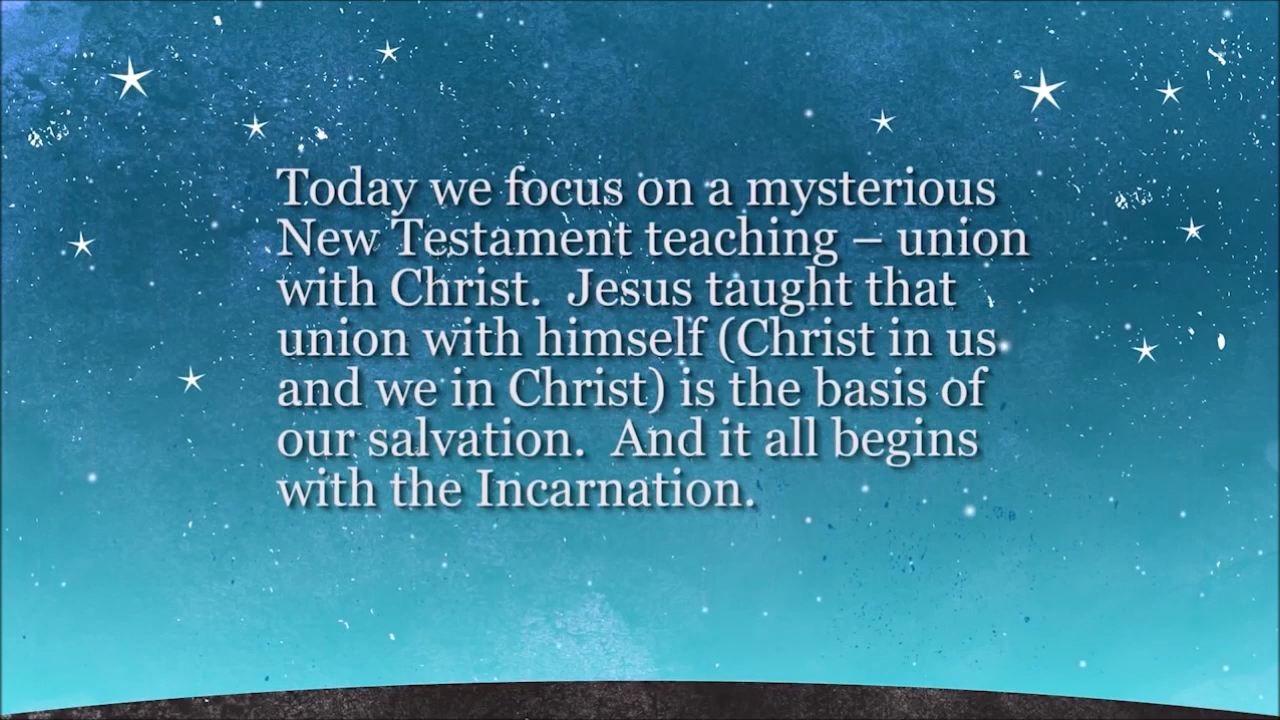 Today we focus on a mysterious
New Testament teaching – union
with Christ.  Jesus taught that
union with himself (Christ in us
and we in Christ) is the basis of
our salvation.  And it all begins
with the Incarnation.